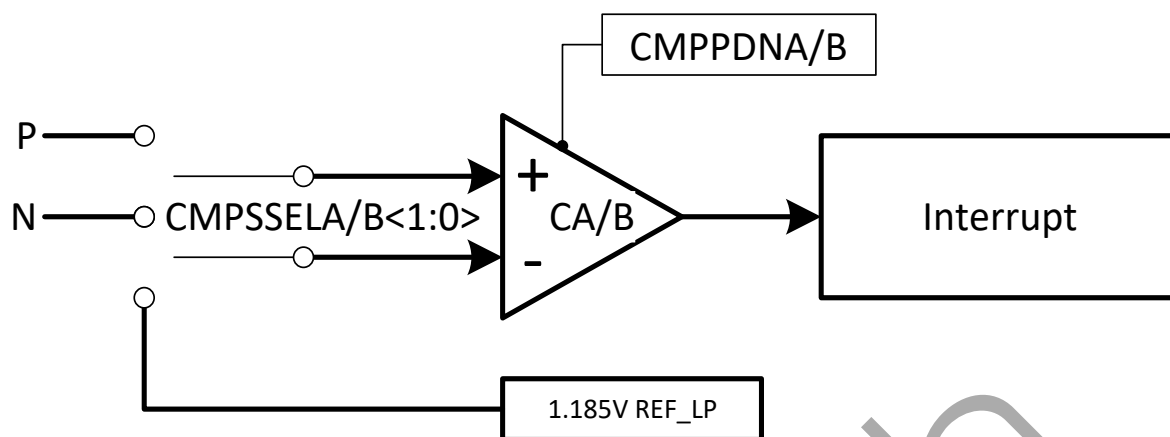 CMPPDNA/B
P
+
N
CMPSSELA/B<1:0>
CA/B
Interrupt
-
1.185V REF_LP